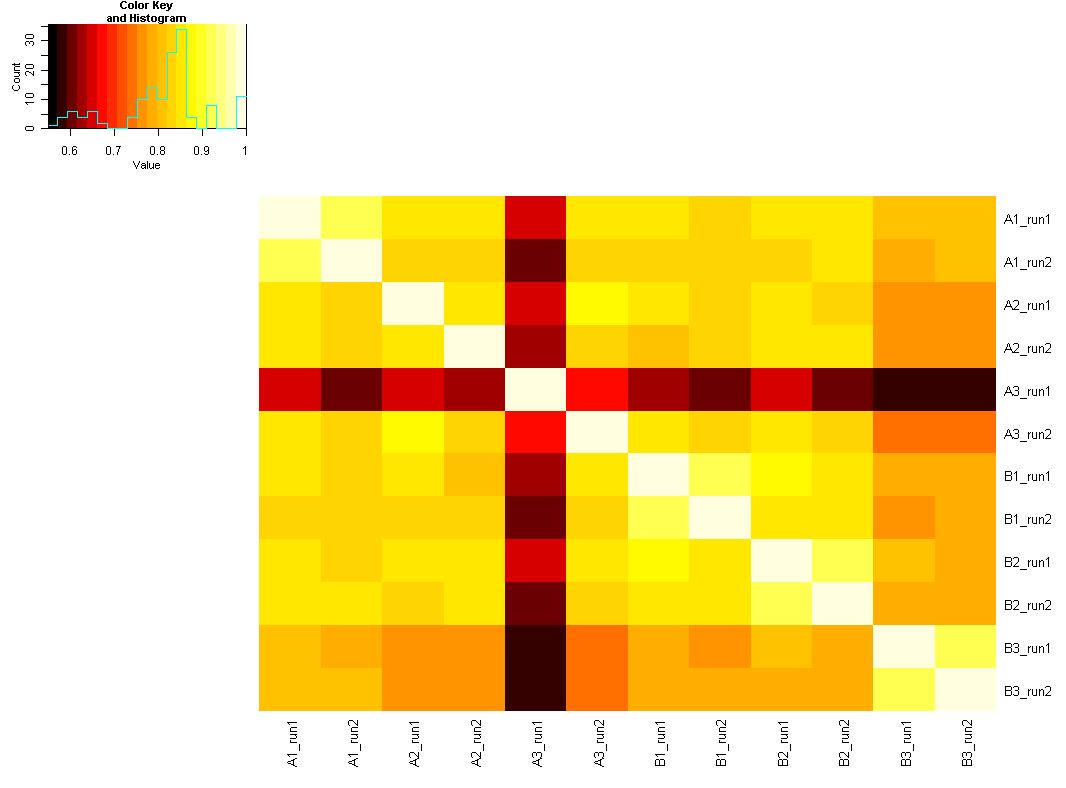 Color Key
and Histogram
Count
0 10 20 30
0.6 0.7 0.8 0.9 1
Value
A1_run1
A1_run2
A2_run1
A2_run2
A3_run1
A3_run2
B1_run1
B1_run2
B2_run1
B2_run2
B3_run1
B3_run2
A1_run1 A1_run2 A2_run1 A2_run2 A3_run1 A3_run2 B1_run1 B1_run2 B2_run1 B2_run2 B3_run1 B3_run2